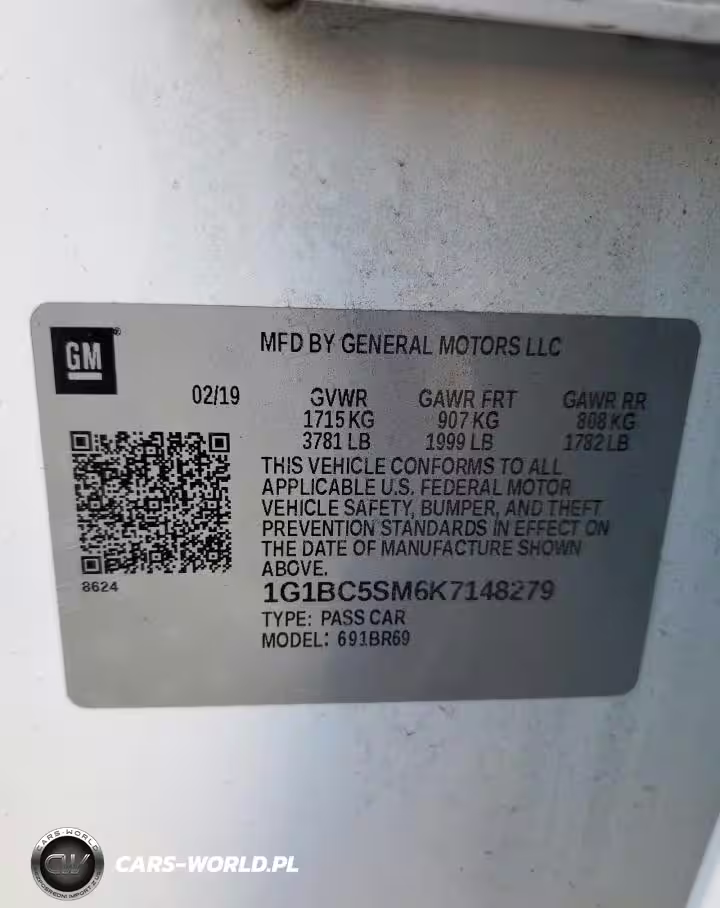 GM
MFD BY GENERAL MOTORS LLC
02/19 GVWR GAWR FRT GAWR RR
1715 KG 907 KG 808 KG
3781 LB 1999 LB 1782 LB
THIS VEHICLE CONFORMS TO ALL
APPLICABLE U.S. FEDERAL MOTOR
VEHICLE SAFETY, BUMPER, AND THEFT
PREVENTION STANDARDS IN EFFECT ON
THE DATE OF MANUFACTURE SHOWN
ABOVE.
8624
1G1BC5SM6K7148279
TYPE: PASS CAR
MODEL: 691BR69
CARS-WORLD
CW
CARS-WORLD.PL